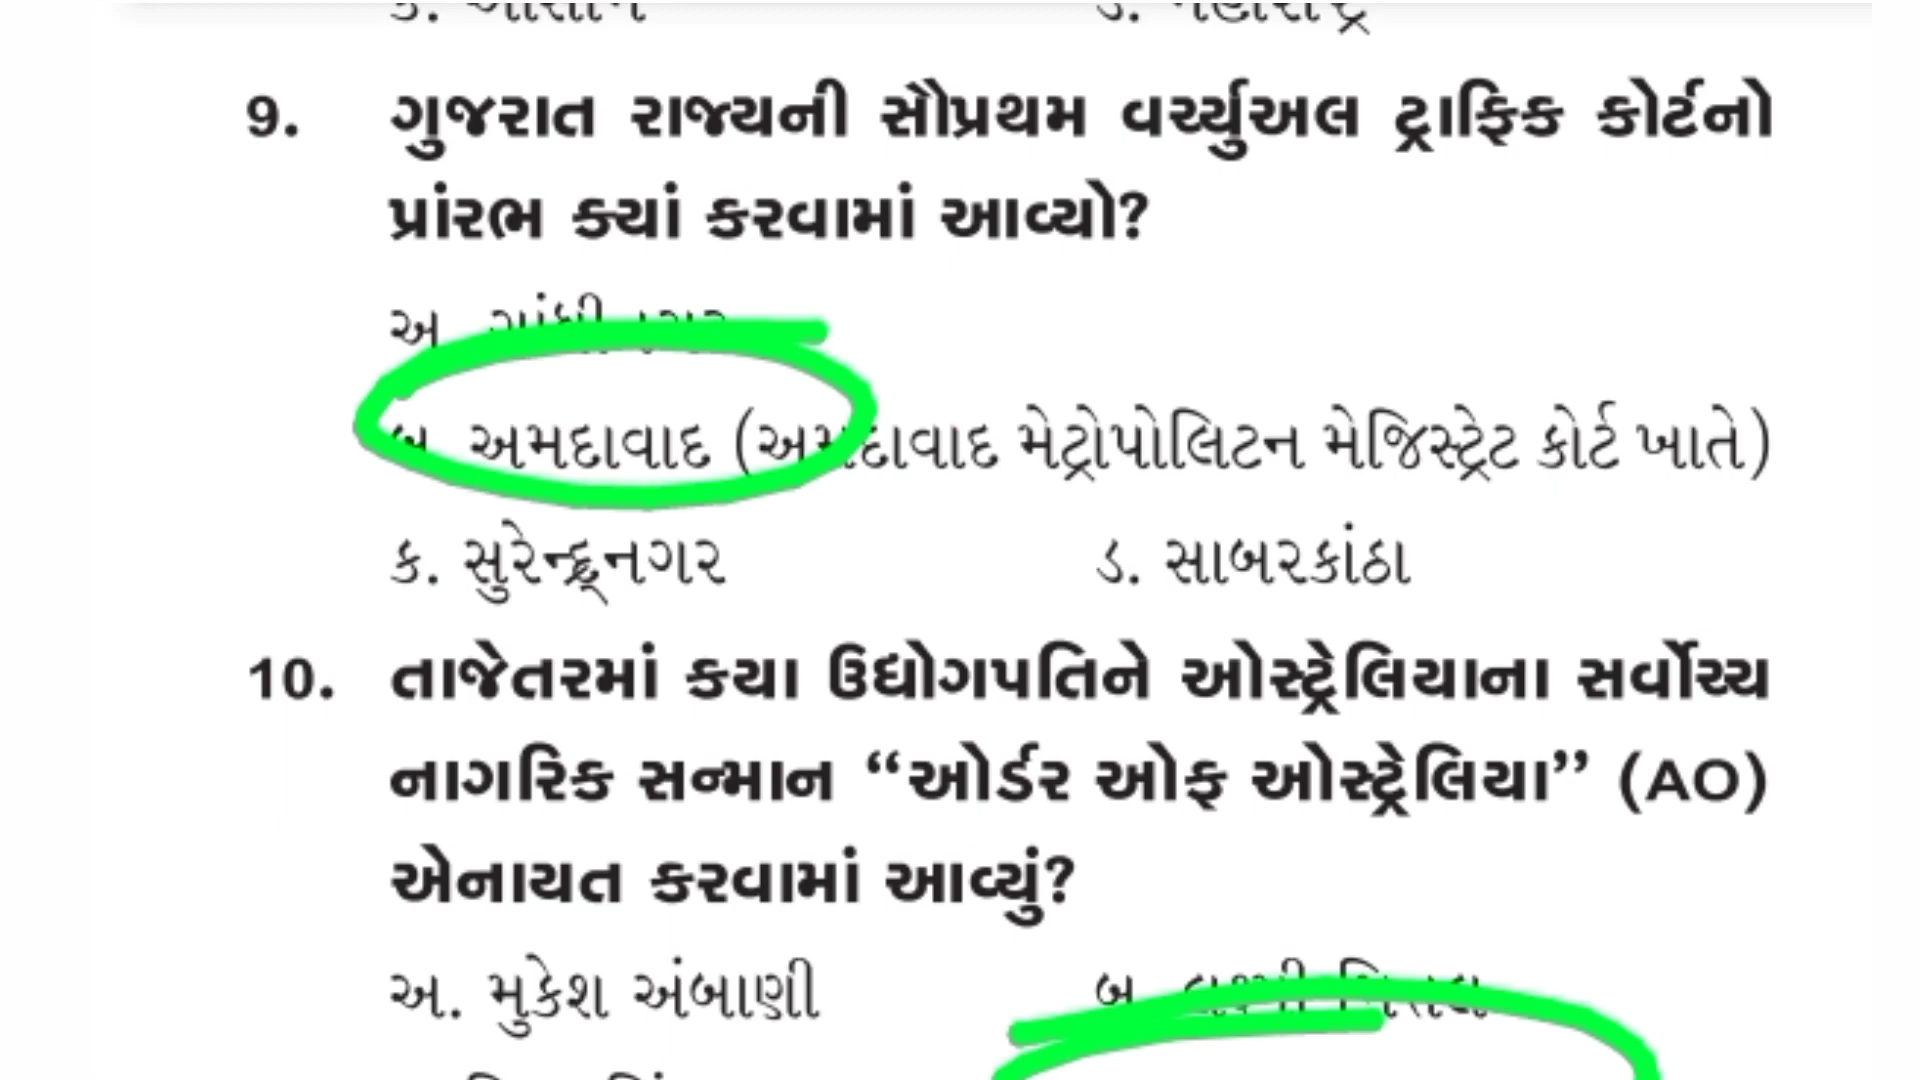 9. ગુજરાત રાજ્યની સૌપ્રથમ વર્ચ્યુઅલ ટ્રાફિક કોર્ટનો
પ્રાંરભ ક્યાં કરવામાં આવ્યો?
અ
બ. અમદાવાદ (અમદાવાદ મેટ્રોપોલિટન મેજિસ્ટ્રેટ કોર્ટ ખાતે)
ક. સુરેન્દ્રનગર ડ. સાબરકાંઠા
10. તાજેતરમાં કયા ઉદ્યોગપતિને ઓસ્ટ્રેલિયાના સર્વોચ્ચ
નાગરિક સન્માન “ઓર્ડર ઓફ ઓસ્ટ્રેલિયા” (AO)
એનાયત કરવામાં આવ્યું?
અ. મુકેશ અંબાણી બ